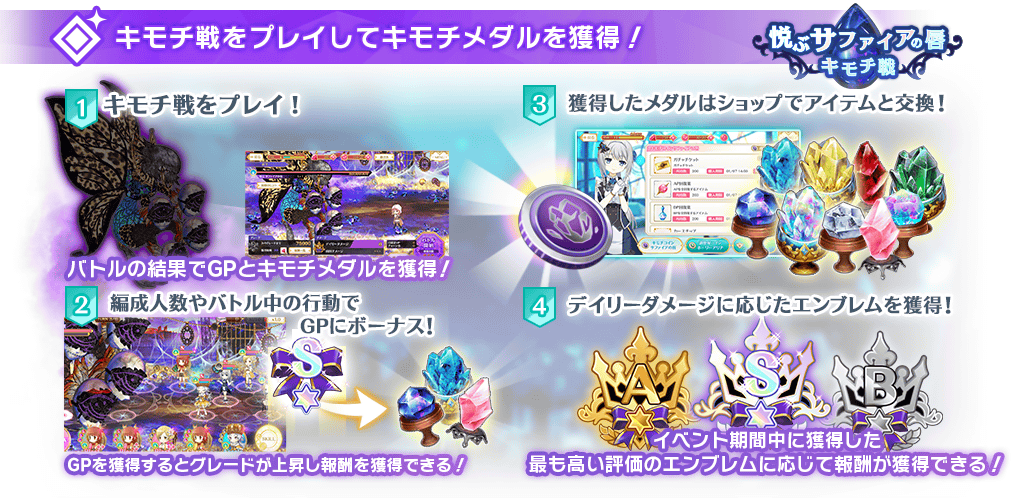 キモチ戦をプレイしてキモチメダルを獲得！
悦ぶサファイアの唇
キモチ戦
1 キモチ戦をプレイ！
バトルの結果でGPとキモチメダルを獲得！
2 編成人数やバトル中の行動で
GPにボーナス！
S
GPを獲得するとグレードが上昇し報酬を獲得できる！
3 獲得したメダルはショップでアイテムと交換！
4 デイリーダメージに応じたエンブレムを獲得！
A S B
イベント期間中に獲得した
最も高い評価のエンブレムに応じて報酬が獲得できる！